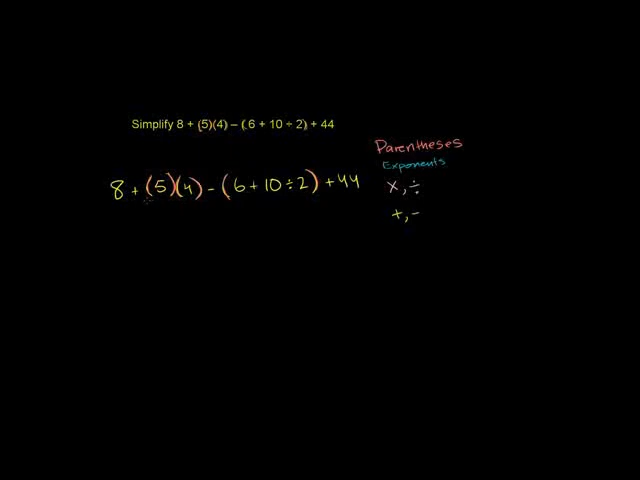 Simplify 8 + (5)(4) – ( 6 + 10 ÷ 2) + 44
Parentheses
Exponents
8 + (5)(4) - (6 + 10 ÷ 2) + 44
×, ÷
+, -